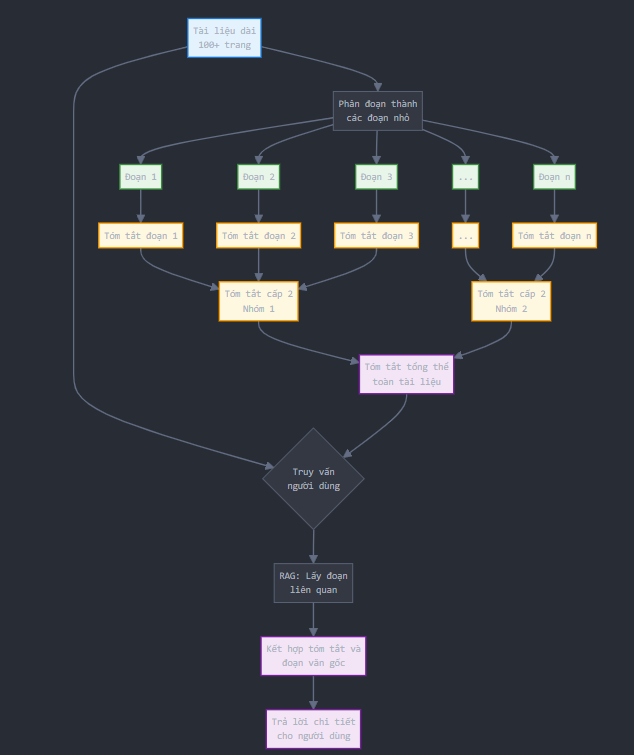 Tài liệu dài
100+ trang
Phân đoạn thành
các đoạn nhỏ
Đoạn 1
Đoạn 2
Đoạn 3
...
Đoạn n
Tóm tắt đoạn 1
Tóm tắt đoạn 2
Tóm tắt đoạn 3
...
Tóm tắt đoạn n
Tóm tắt cấp 2
Nhóm 1
Tóm tắt cấp 2
Nhóm 2
Tóm tắt tổng thể
toàn tài liệu
Truy vấn
người dùng
RAG: Lấy đoạn
liên quan
Kết hợp tóm tắt và
đoạn văn gốc
Trả lời chi tiết
cho người dùng